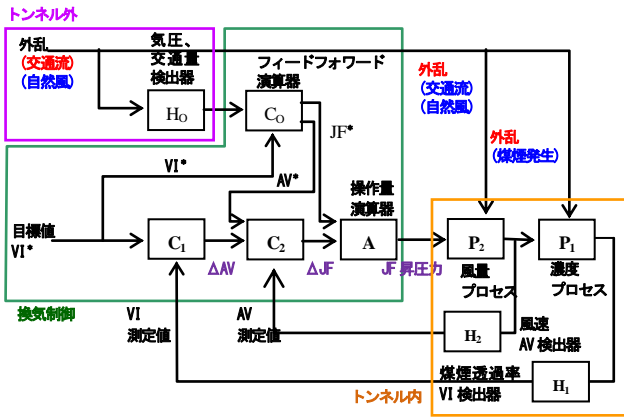 トンネル外
外乱
(交通流)
(自然風)
気圧、
交通量
検出器
H0
フィードフォワード
演算器
CO
JF*
外乱
(交通流)
(自然風)
外乱
(煤煙発生)
VI*
AV*
操作量
演算器
目標値
VI*
C1
C2
A
P2
P1
ΔAV
ΔJF
JF 昇圧力
風量
プロセス
濃度
プロセス
換気制御
VI
測定値
AV
測定値
H2
風速
AV 検出器
煤煙透過率
VI 検出器
H1
トンネル内